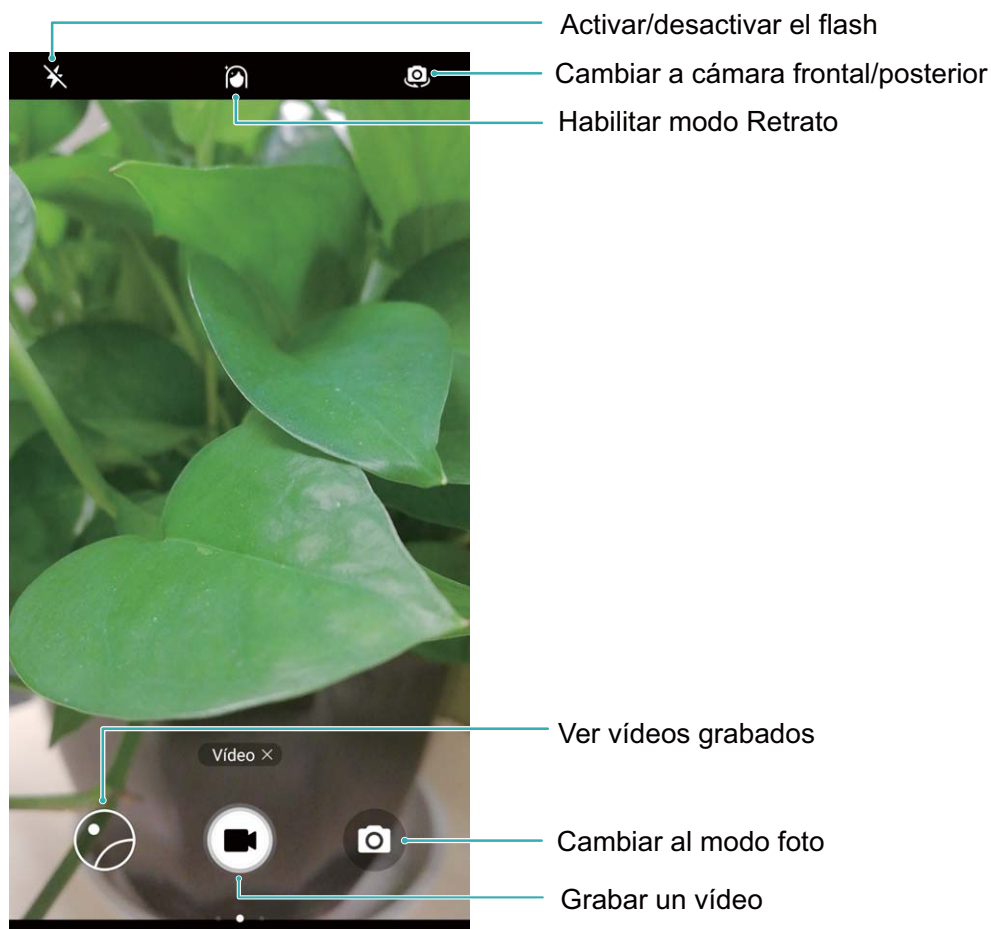 Activar/desactivar el flash
Cambiar a cámara frontal/posterior
Habilitar modo Retrato
Ver vídeos grabados
Vídeo ×
Cambiar al modo foto
Grabar un vídeo